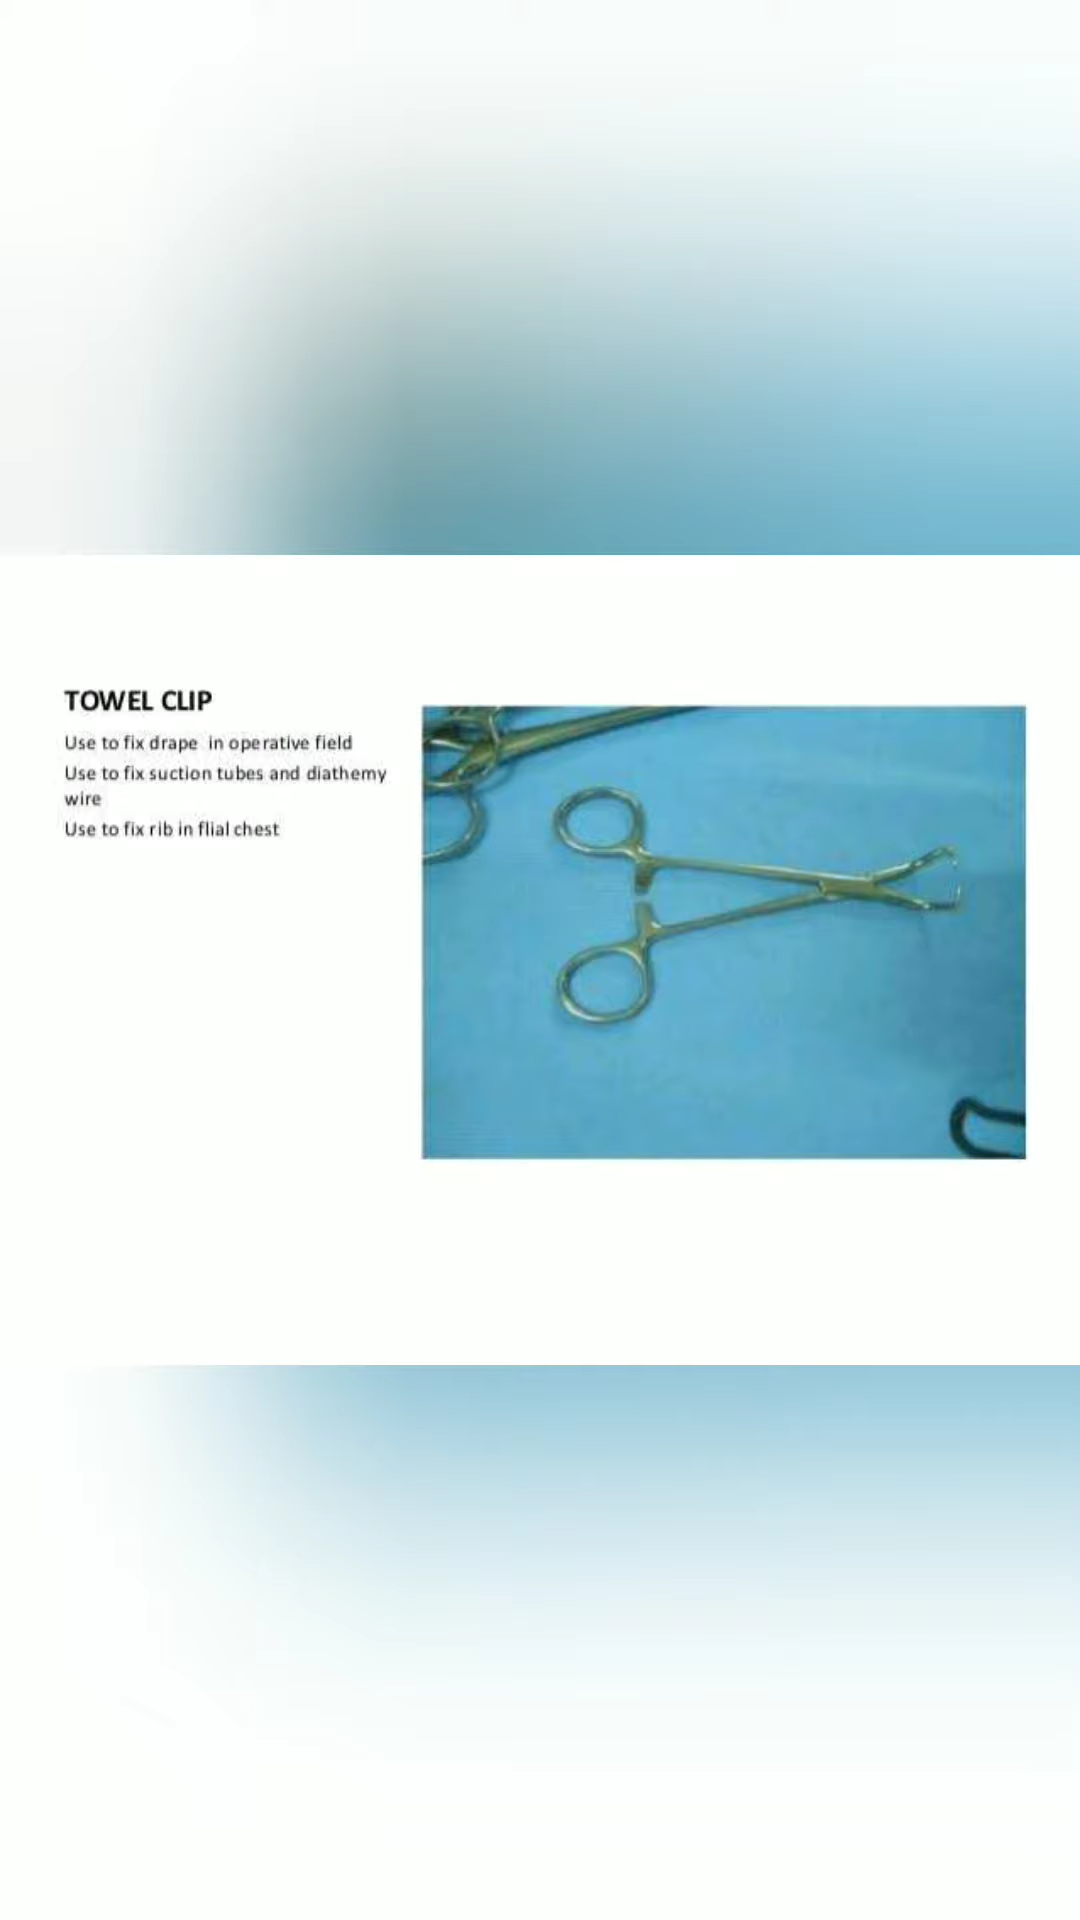 TOWEL CLIP
Use to fix drape in operative field
Use to fix suction tubes and diathemy
wire
Use to fix rib in flial chest